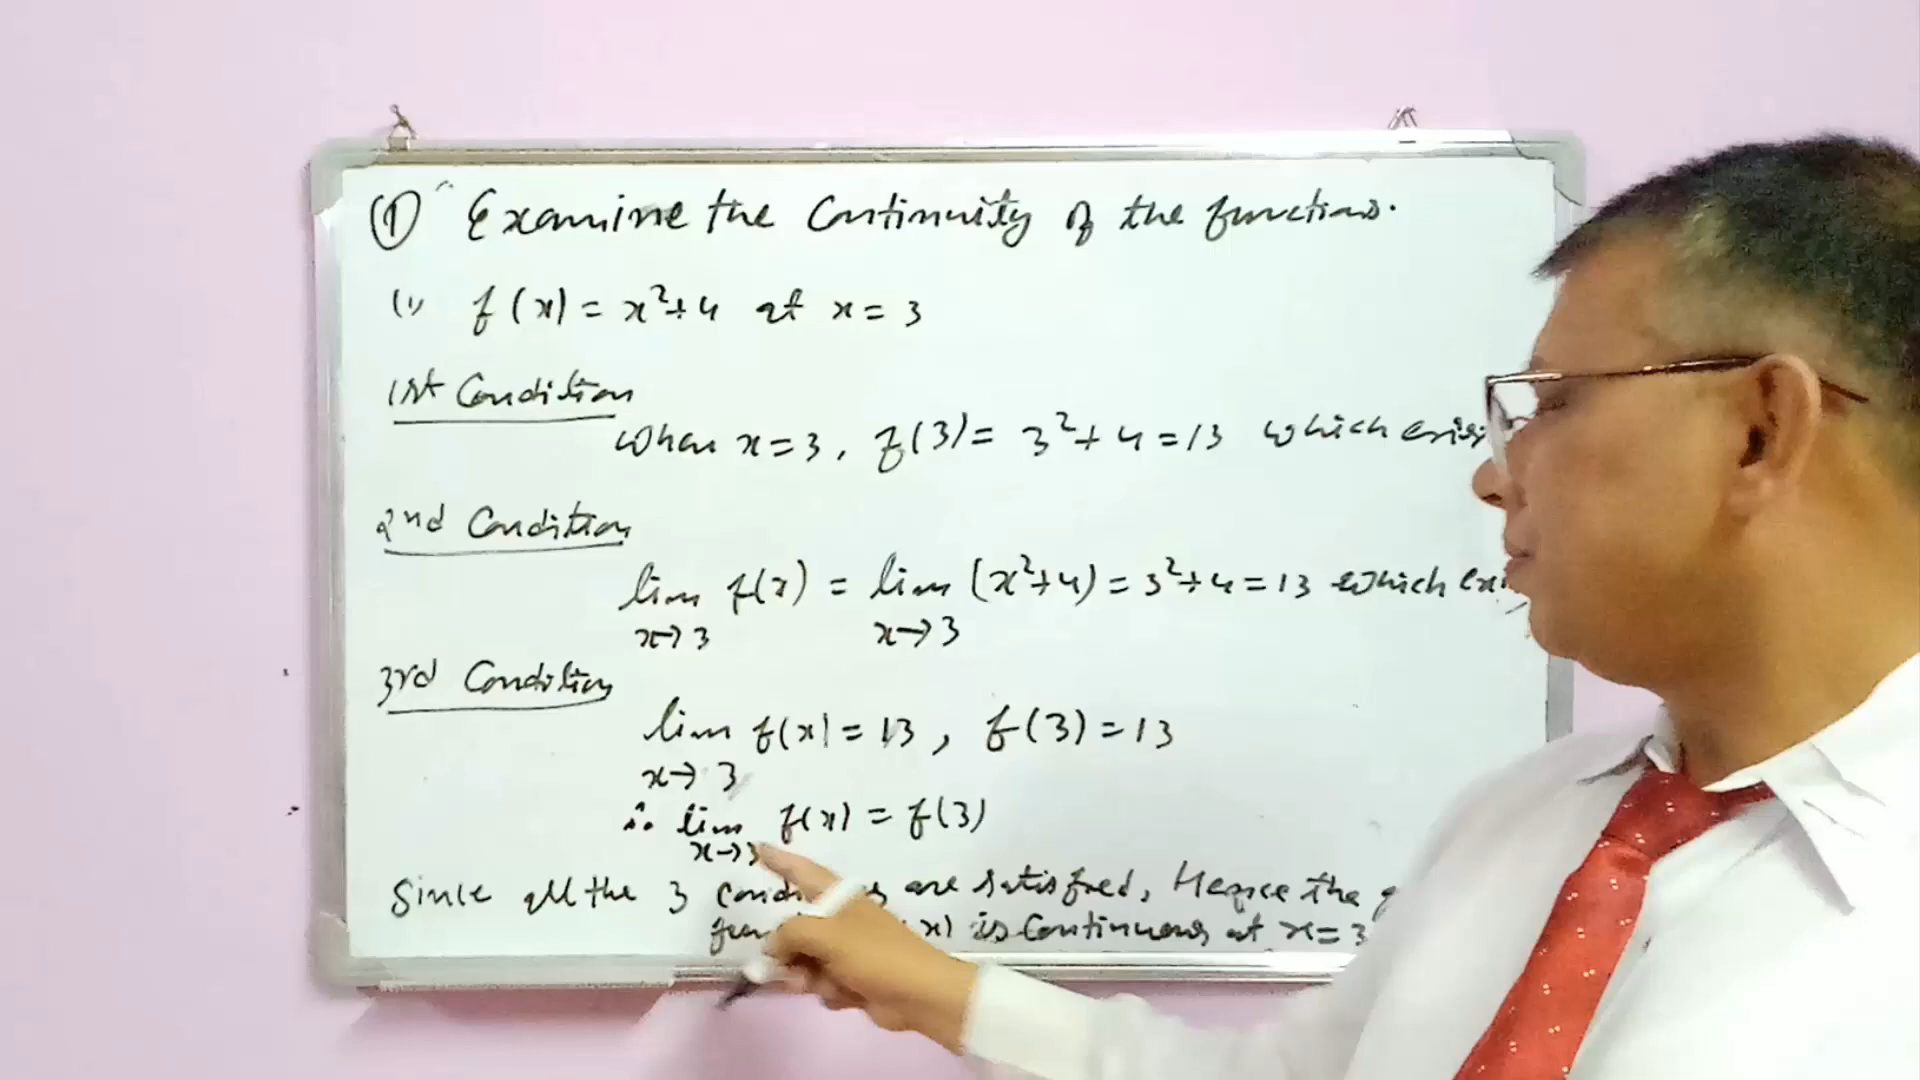 ① Examine the Continuity of the functions.
(i) f(x) = x²+4 at x = 3
1st Condition
When x = 3, f(3) = 3²+4 = 13 which
2nd Condition
lim f(x) = lim (x²+4) = 3²+4 = 13 which
x→3 x→3
3rd Condition
lim f(x) = 13, f(3) = 13
x→3
∴ lim f(x) = f(3)
x→3
Since all the 3 are satisfied, Hence the
x) is Continuous at x = 3